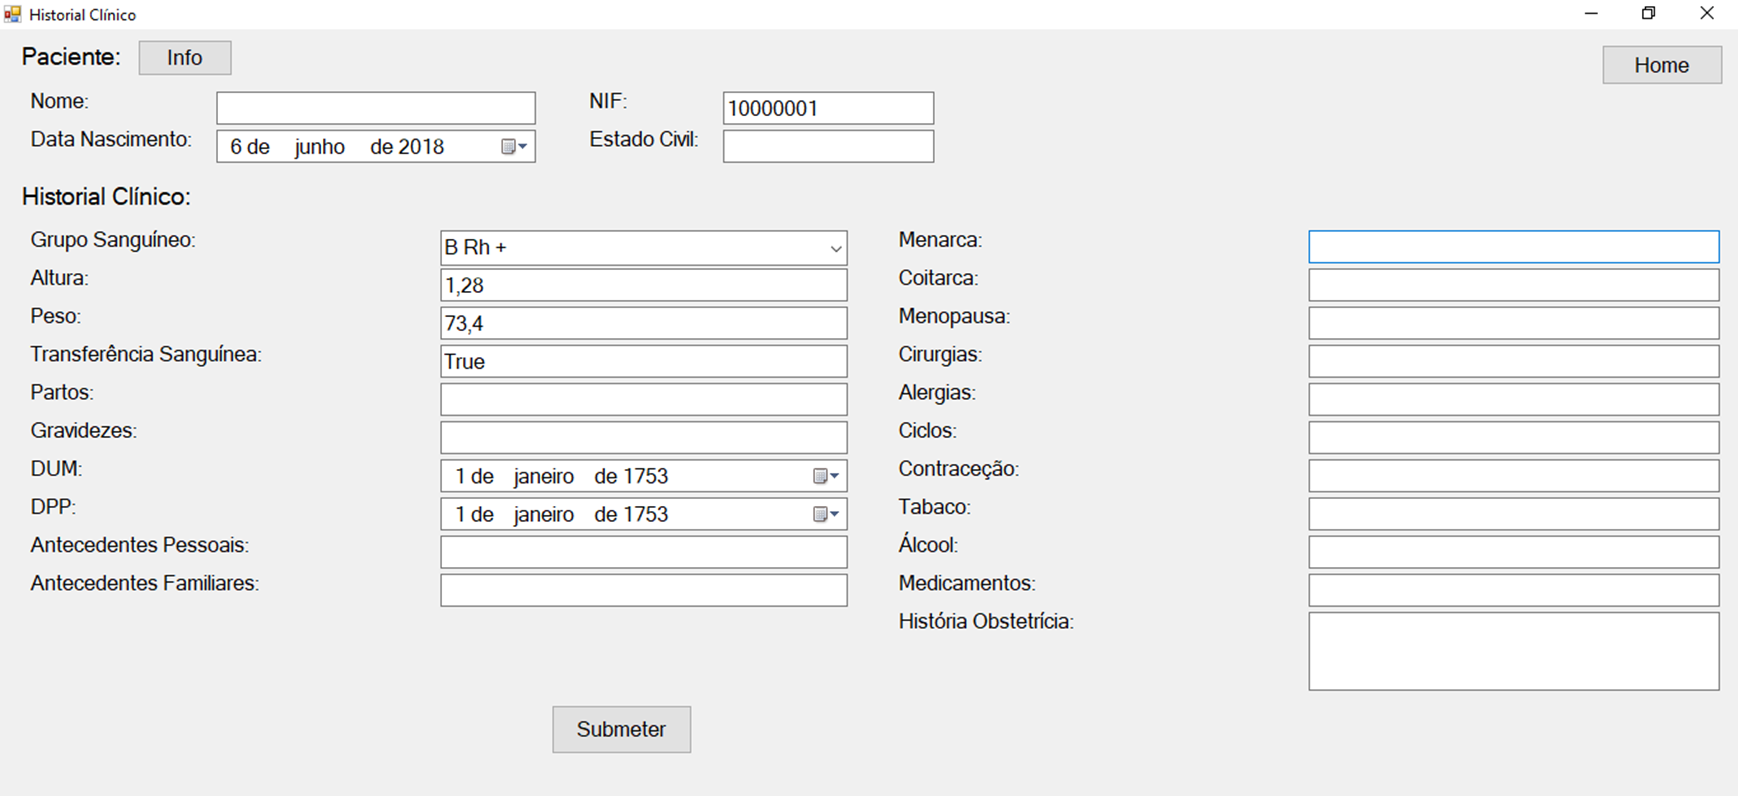 Historial Clínico
Paciente: Info
Home
Nome:
NIF: 10000001
Data Nascimento: 6 de junho de 2018
Estado Civil:
Historial Clínico:
Grupo Sanguíneo: B Rh +
Altura: 1,28
Peso: 73,4
Transferência Sanguínea: True
Partos:
Gravidezes:
DUM: 1 de janeiro de 1753
DPP: 1 de janeiro de 1753
Antecedentes Pessoais:
Antecedentes Familiares:
Menarca:
Coitarca:
Menopausa:
Cirurgias:
Alergias:
Ciclos:
Contraceção:
Tabaco:
Álcool:
Medicamentos:
História Obstetrícia:
Submeter